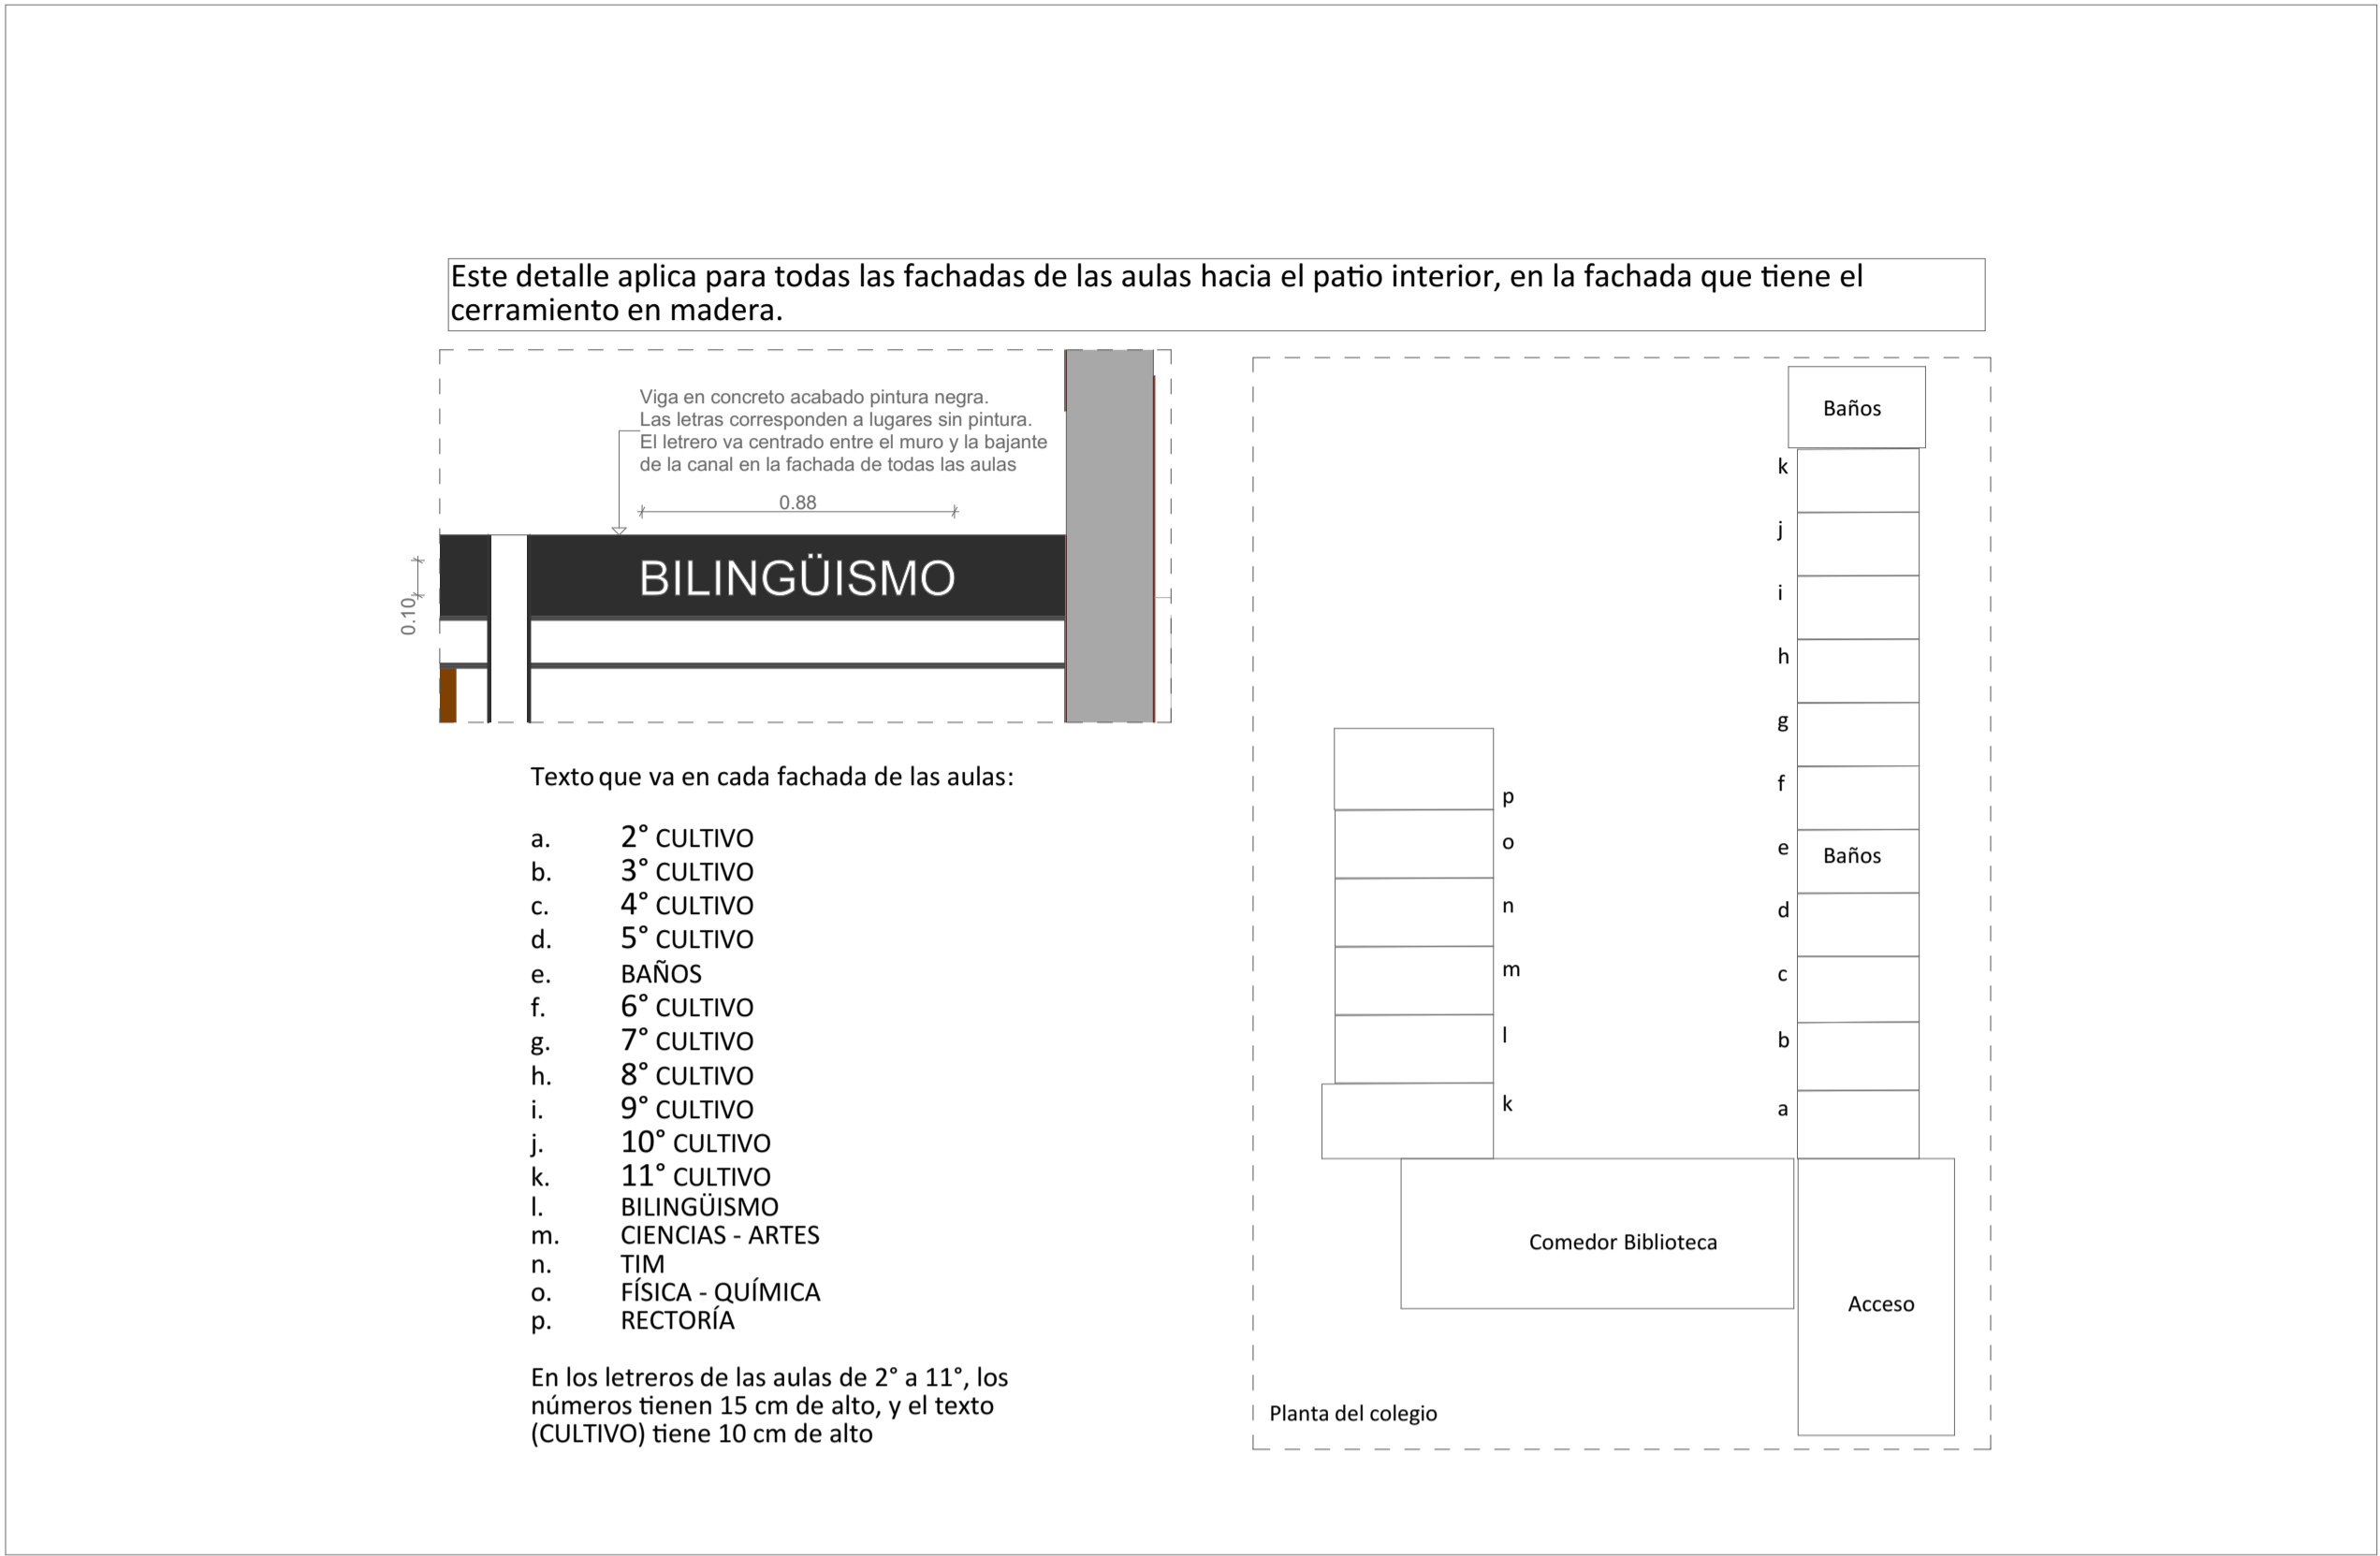 Este detalle aplica para todas las fachadas de las aulas hacia el patio interior, en la fachada que tiene el
cerramiento en madera.
Viga en concreto acabado pintura negra.
Las letras corresponden a lugares sin pintura.
El letrero va centrado entre el muro y la bajante
de la canal en la fachada de todas las aulas
0.88
BILINGÜISMO
0.10
Texto que va en cada fachada de las aulas:
a. 2° CULTIVO
b. 3° CULTIVO
c. 4° CULTIVO
d. 5° CULTIVO
e. BAÑOS
f. 6° CULTIVO
g. 7° CULTIVO
h. 8° CULTIVO
i. 9° CULTIVO
j. 10° CULTIVO
k. 11° CULTIVO
l. BILINGÜISMO
m. CIENCIAS - ARTES
n. TIM
o. FÍSICA - QUÍMICA
p. RECTORÍA
En los letreros de las aulas de 2° a 11°, los
números tienen 15 cm de alto, y el texto
(CULTIVO) tiene 10 cm de alto
Baños
k
j
i
h
g
f
e Baños
d
c
b
a
p
o
n
m
l
k
Comedor Biblioteca
Acceso
Planta del colegio